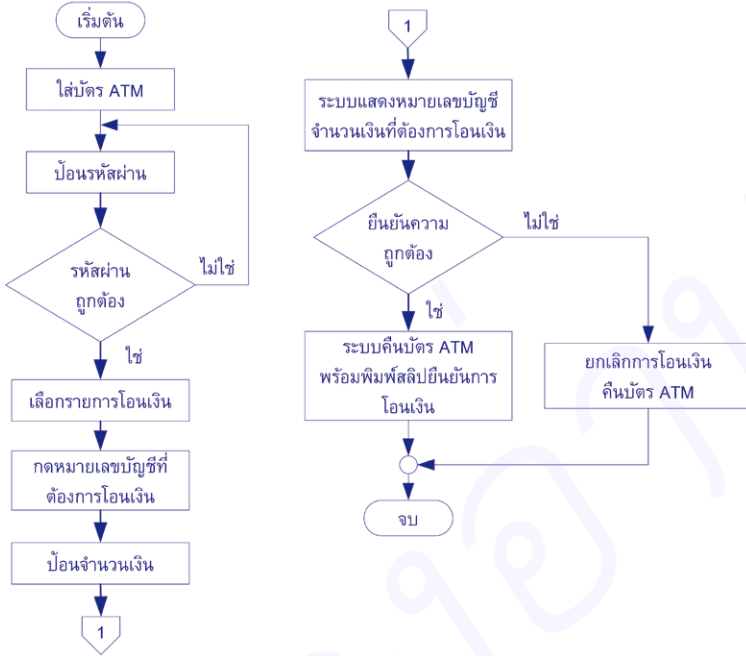 เริ่มต้น
ใส่บัตร ATM
ป้อนรหัสผ่าน
รหัสผ่าน
ถูกต้อง
ไม่ใช่
ใช่
เลือกรายการโอนเงิน
กดหมายเลขบัญชีที่
ต้องการโอนเงิน
ป้อนจำนวนเงิน
1
1
ระบบแสดงหมายเลขบัญชี
จำนวนเงินที่ต้องการโอนเงิน
ยืนยันความ
ถูกต้อง
ไม่ใช่
ใช่
ระบบคืนบัตร ATM
พร้อมพิมพ์สลิปยืนยันการ
โอนเงิน
ยกเลิกการโอนเงิน
คืนบัตร ATM
จบ